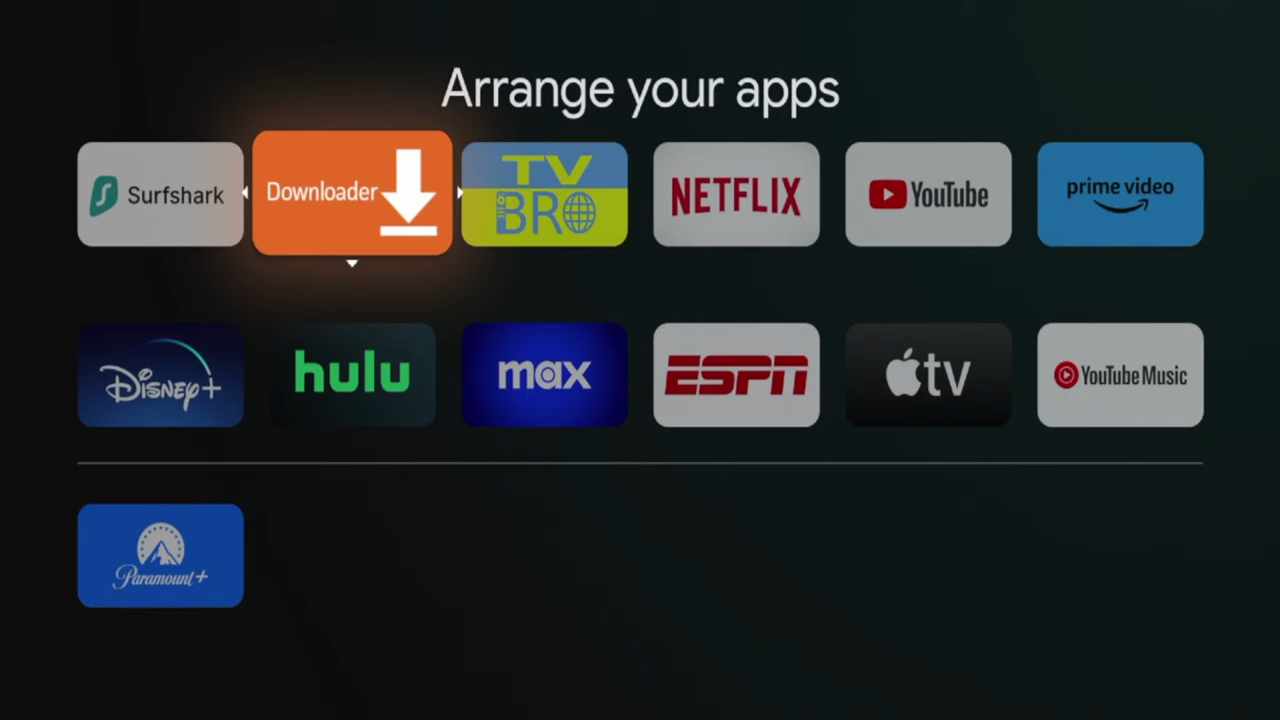 Arrange your apps
Surfshark
Downloader
TV
BRO
NETFLIX
YouTube
prime video
Disney+
hulu
max
ESPN
tv
YouTube Music
Paramount+